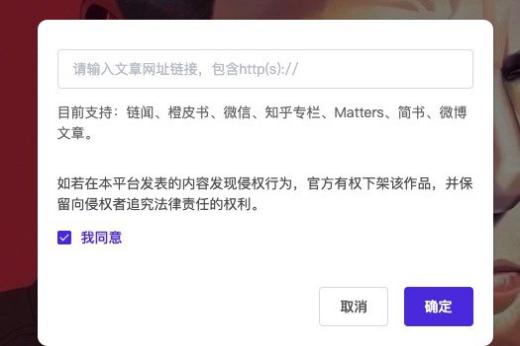 请输入文章网址链接，包含http(s)://
目前支持：链闻、橙皮书、微信、知乎专栏、Matters、简书、微博
文章。
如若在本平台发表的内容发现侵权行为，官方有权下架该作品，并保
留向侵权者追究法律责任的权利。
我同意
取消
确定